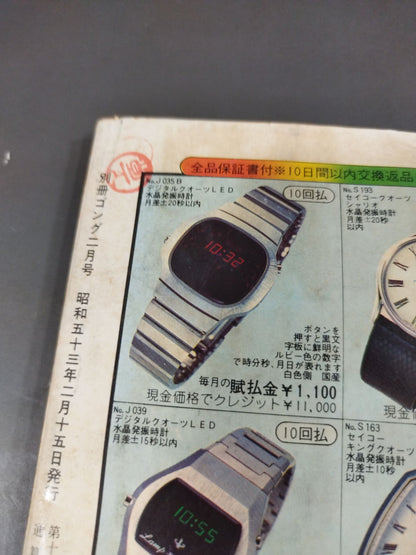 全品保証書付※10日間以内交換返品
No.J035B
デジタルクオーツLED
水晶発振時計
月差±20秒以内
10回払
10:32
ボタンを
押すと黒文
字板に鮮明な
ルビー色の数字
で時分秒、月日が表れます
白色側 国産
毎月の賦払金¥1,100
現金価格でクレジット¥11,000
No.S193
セイコークオーツ
シャリオ
水晶発振時計
月差±20秒
以内
現金
No.J039
デジタルクオーツLED
水晶発振時計
月差±15秒以内
10回払
10:55
No.S163
セイコー
キングクオーツ
水晶発振時計
月差±10秒
以内
別冊ゴング二月号 昭和五十三年二月十五日発行 第十